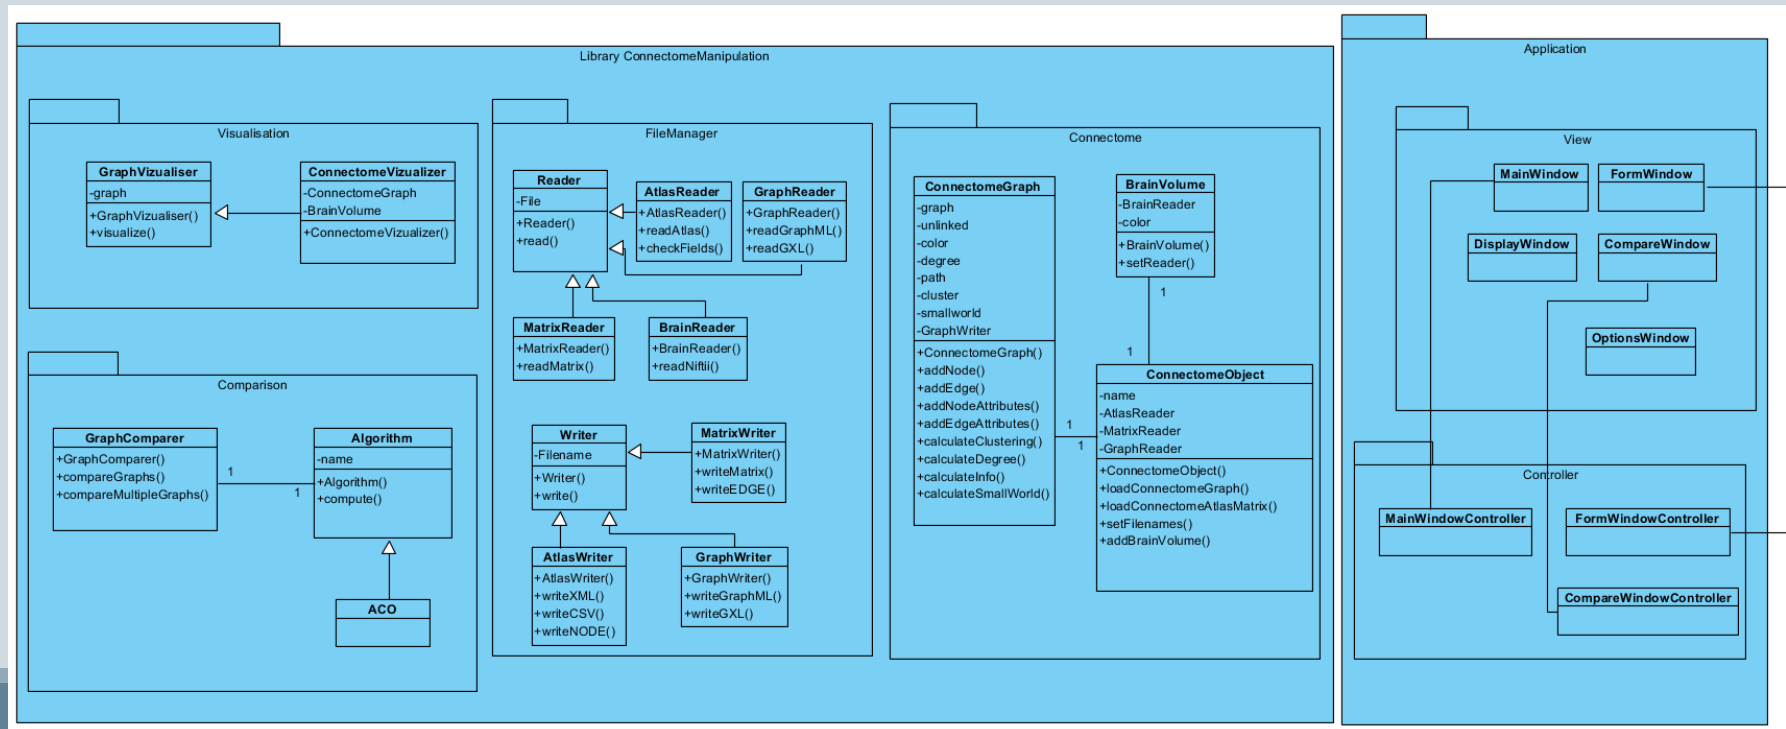 Library ConnectomeManipulation
Visualisation
GraphVizualiser
-graph
+GraphVizualiser()
+visualize()
ConnectomeVizualizer
-ConnectomeGraph
-BrainVolume
+ConnectomeVizualizer()
Comparison
GraphComparer
+GraphComparer()
+compareGraphs()
+compareMultipleGraphs()
1
1
Algorithm
-name
+Algorithm()
+compute()
ACO
FileManager
Reader
-File
+Reader()
+read()
AtlasReader
+AtlasReader()
+readAtlas()
+checkFields()
GraphReader
+GraphReader()
+readGraphML()
+readGXL()
MatrixReader
+MatrixReader()
+readMatrix()
BrainReader
+BrainReader()
+readNiftii()
Writer
-Filename
+Writer()
+write()
MatrixWriter
+MatrixWriter()
+writeMatrix()
+writeEDGE()
AtlasWriter
+AtlasWriter()
+writeXML()
+writeCSV()
+writeNODE()
GraphWriter
+GraphWriter()
+writeGraphML()
+writeGXL()
Connectome
ConnectomeGraph
-graph
-unlinked
-color
-degree
-path
-cluster
-smallworld
-GraphWriter
+ConnectomeGraph()
+addNode()
+addEdge()
+addNodeAttributes()
+addEdgeAttributes()
+calculateClustering()
+calculateDegree()
+calculateInfo()
+calculateSmallWorld()
BrainVolume
-BrainReader
-color
+BrainVolume()
+setReader()
1
1
1
1
ConnectomeObject
-name
-AtlasReader
-MatrixReader
-GraphReader
+ConnectomeObject()
+loadConnectomeGraph()
+loadConnectomeAtlasMatrix()
+setFilenames()
+addBrainVolume()
Application
View
MainWindow
FormWindow
DisplayWindow
CompareWindow
OptionsWindow
Controller
MainWindowController
FormWindowController
CompareWindowController